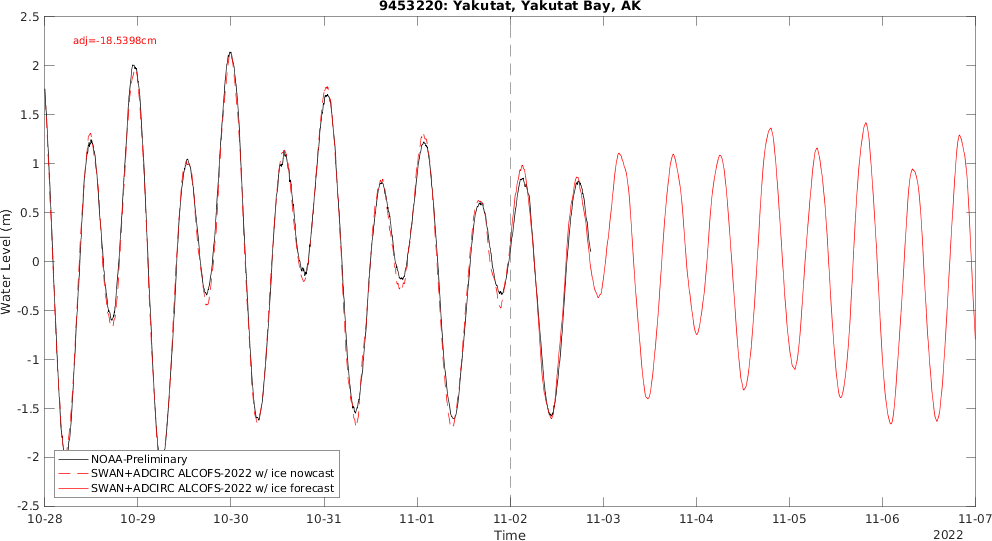 9453220: Yakutat, Yakutat Bay, AK
adj=-18.5398cm
2.5
2
1.5
1
0.5
0
-0.5
-1
-1.5
-2
-2.5
Water Level (m)
NOAA-Preliminary
SWAN+ADCIRC ALCOFS-2022 w/ ice nowcast
SWAN+ADCIRC ALCOFS-2022 w/ ice forecast
10-28 10-29 10-30 10-31 11-01 11-02 11-03 11-04 11-05 11-06 11-07
Time
2022